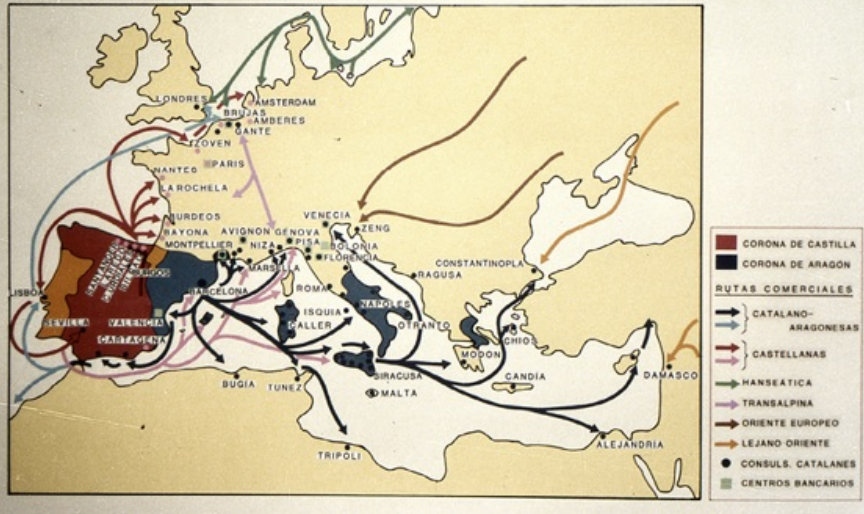 LONDRES
AMSTERDAM
BRUJAS
AMBERES
GANTE
ZOVEN
PARIS
NANTES
LA ROCHELA
BURDEOS
BAYONA
AVIGNON
GENOVA
VENECIA
ZENG
MONTPELLIER
NIZA
PISA
BOLONIA
FLORENCIA
MARSELLA
CONSTANTINOPLA
RAGUSA
BURGOS
BARCELONA
ROMA
NAPOLES
LISBOA
ISQUIA
OTRANTO
SEVILLA
VALENCIA
CALLER
CHIOS
CARTAGENA
MODON
SIRACUSA
CANDÍA
DAMASCO
BUGIA
TUNEZ
MALTA
TRIPOLI
ALEJANDRIA
CORONA DE CASTILLA
CORONA DE ARAGÓN
RUTAS COMERCIALES
CATALANO-
ARAGONESAS
CASTELLANAS
HANSEÁTICA
TRANSALPINA
ORIENTE EUROPEO
LEJANO ORIENTE
CONSULS. CATALANES
CENTROS BANCARIOS